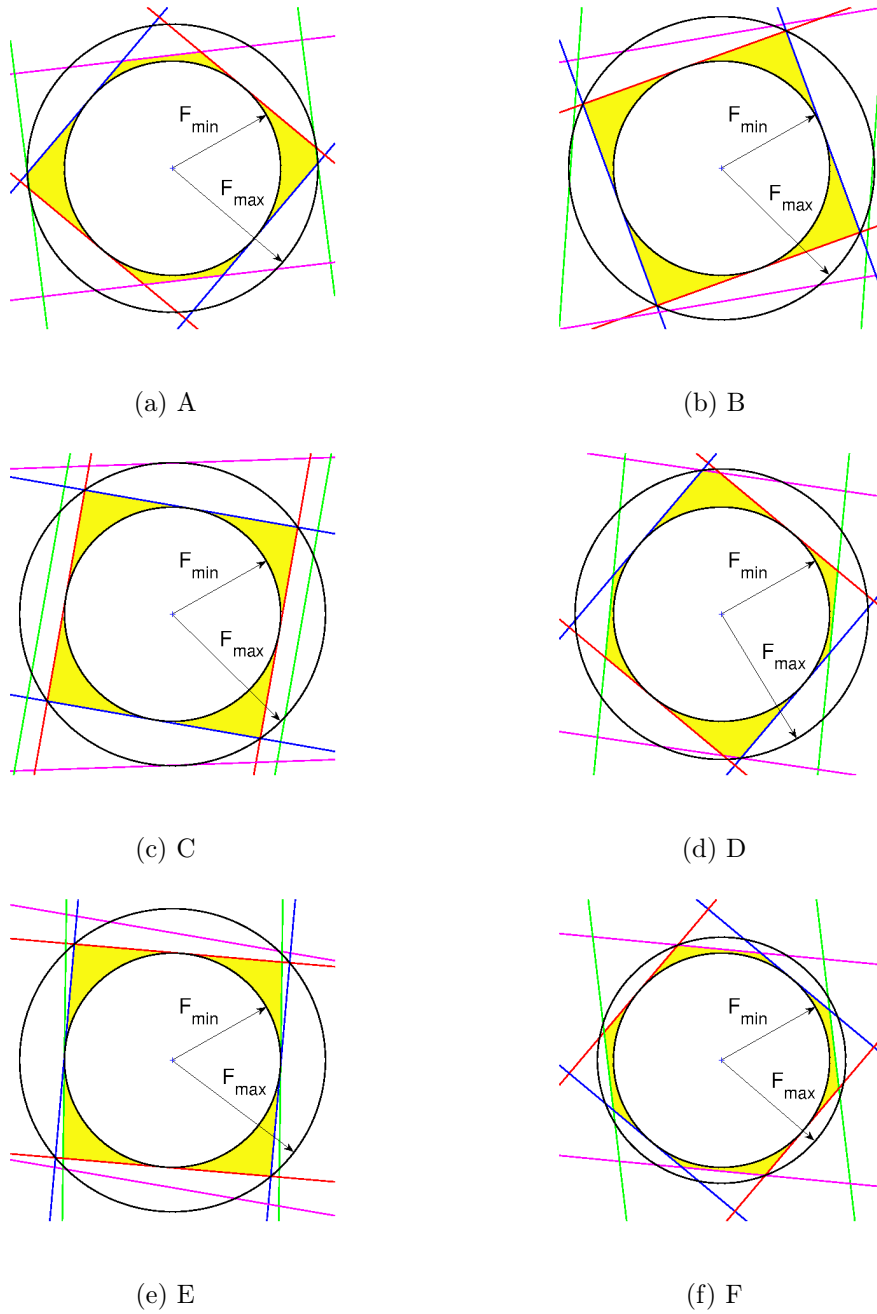 F_min
F_max
(a) A
F_min
F_max
(b) B
F_min
F_max
(c) C
F_min
F_max
(d) D
F_min
F_max
(e) E
F_min
F_max
(f) F